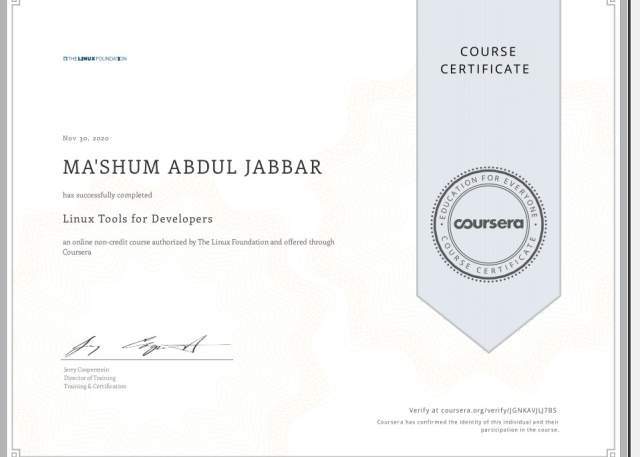 THE LINUX FOUNDATION
COURSE
CERTIFICATE
Nov 30, 2020
MA'SHUM ABDUL JABBAR
has successfully completed
Linux Tools for Developers
an online non-credit course authorized by The Linux Foundation and offered through
Coursera
EDUCATION FOR EVERYONE
coursera
COURSE CERTIFICATE
Jerry Cooperstein
Director of Training
Training & Certification
Verify at coursera.org/verify/JGNKAVJLJ7BS
Coursera has confirmed the identity of this individual and their
participation in the course.